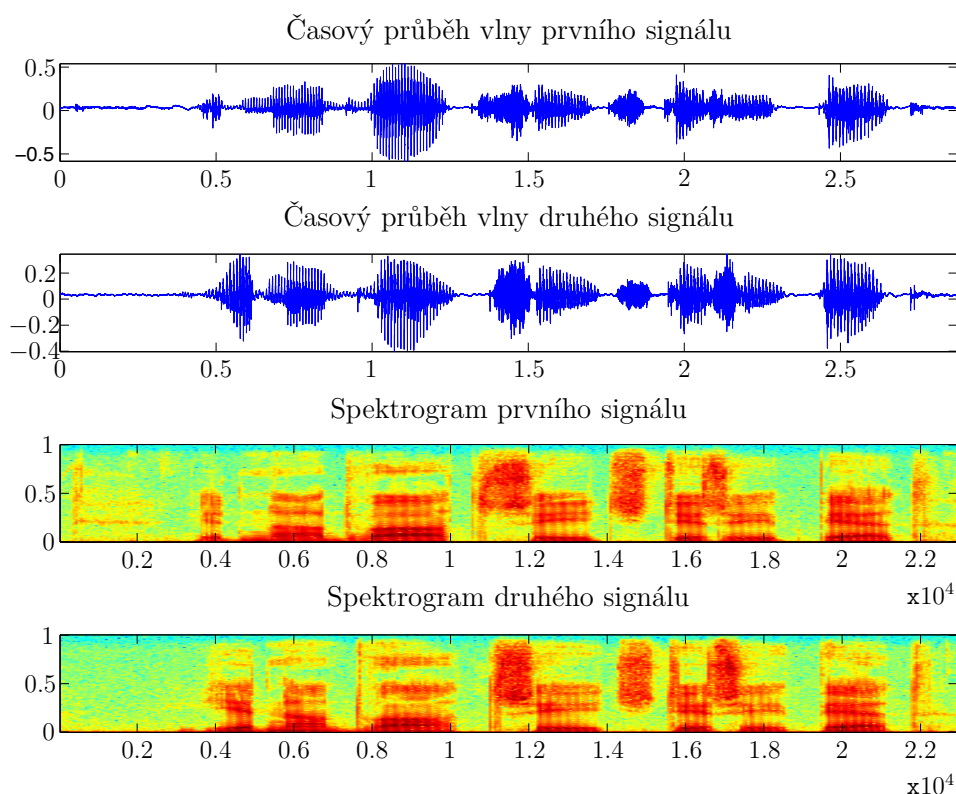 Časový průběh vlny prvního signálu
0.5
0
−0.5
0 0.5 1 1.5 2 2.5
Časový průběh vlny druhého signálu
0.2
0
−0.2
−0.4
0 0.5 1 1.5 2 2.5
Spektrogram prvního signálu
1
0.5
0
0.2 0.4 0.6 0.8 1 1.2 1.4 1.6 1.8 2 2.2
x10^4
Spektrogram druhého signálu
1
0.5
0
0.2 0.4 0.6 0.8 1 1.2 1.4 1.6 1.8 2 2.2
x10^4